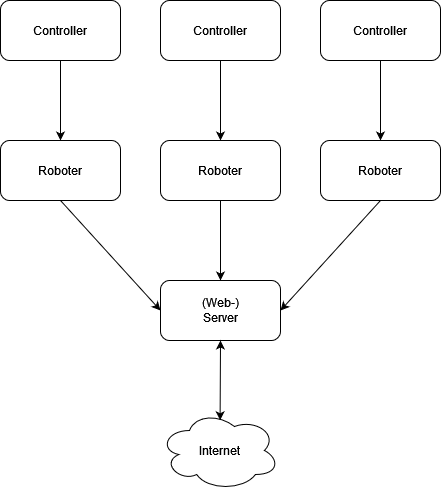 Controller
Controller
Controller
Roboter
Roboter
Roboter
(Web-)
Server
Internet